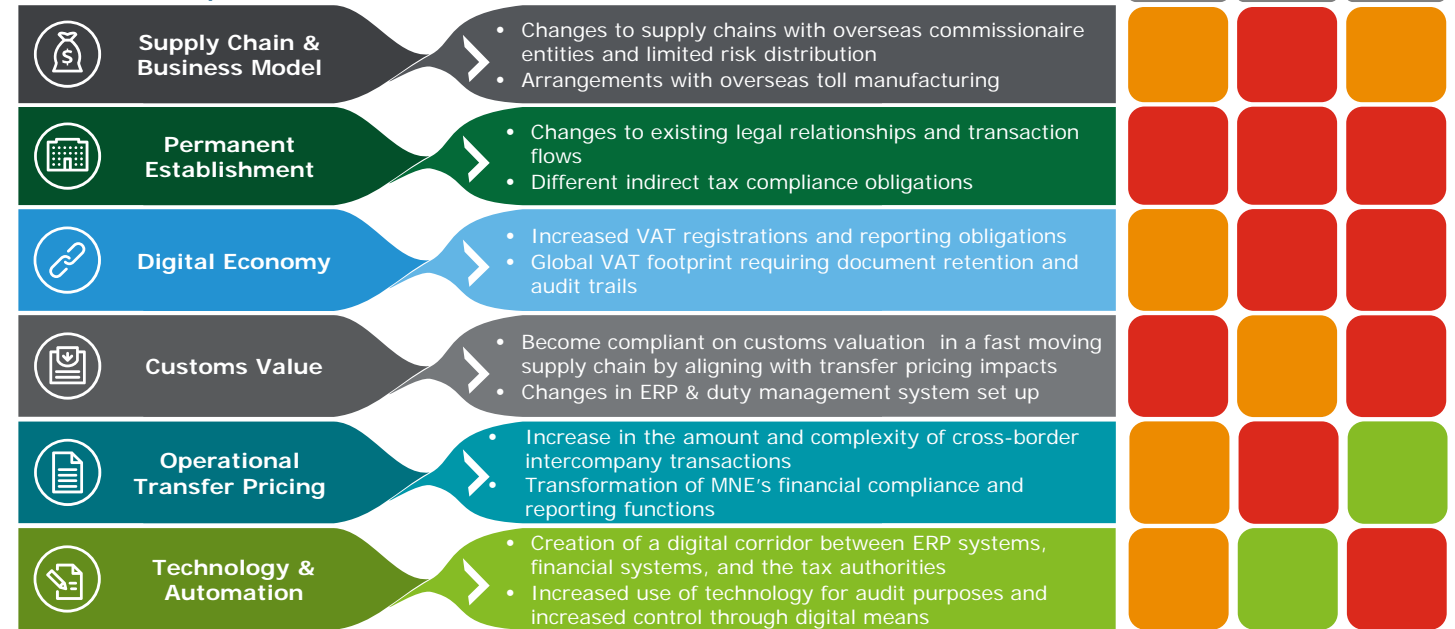 Supply Chain &
Business Model
• Changes to supply chains with overseas commissionaire
entities and limited risk distribution
• Arrangements with overseas toll manufacturing
Permanent
Establishment
• Changes to existing legal relationships and transaction
flows
• Different indirect tax compliance obligations
Digital Economy
• Increased VAT registrations and reporting obligations
• Global VAT footprint requiring document retention and
audit trails
Customs Value
• Become compliant on customs valuation in a fast moving
supply chain by aligning with transfer pricing impacts
• Changes in ERP & duty management system set up
Operational
Transfer Pricing
• Increase in the amount and complexity of cross-border
intercompany transactions
• Transformation of MNE's financial compliance and
reporting functions
Technology &
Automation
• Creation of a digital corridor between ERP systems,
financial systems, and the tax authorities
• Increased use of technology for audit purposes and
increased control through digital means